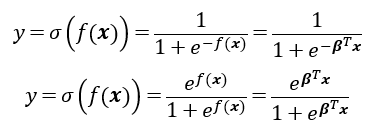 y = σ(f(𝒙)) = 1 / (1 + e^{−f(𝒙)}) = 1 / (1 + e^{−𝜷^T 𝒙})
y = σ(f(𝒙)) = e^{f(𝒙)} / (1 + e^{f(𝒙)}) = e^{𝜷^T 𝒙} / (1 + e^{𝜷^T 𝒙})